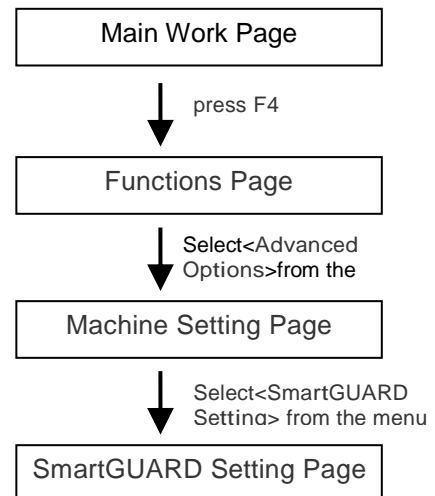 Main Work Page
press F4
Functions Page
Select<Advanced
Options>from the
Machine Setting Page
Select<SmartGUARD
Setting> from the menu
SmartGUARD Setting Page